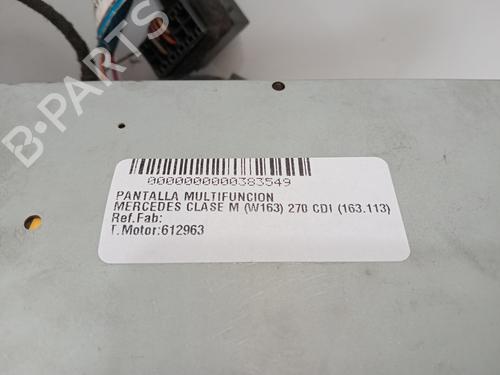 B-PARTS
0000000000383549
PANTALLA MULTIFUNCION
MERCEDES CLASE M (W163) 270 CDI (163.113)
Ref.Fab:
T.Motor:612963